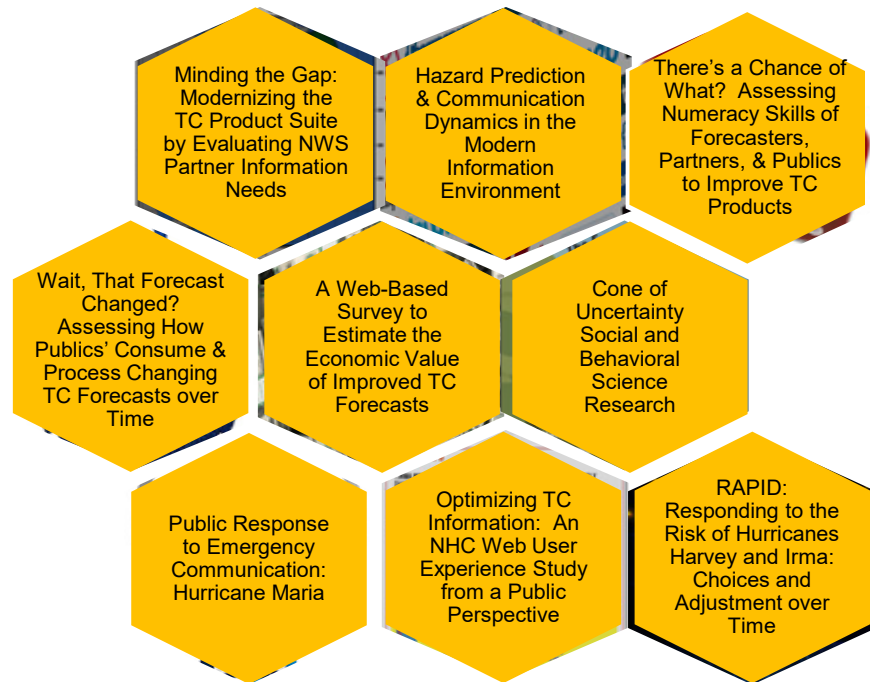 Minding the Gap:
Modernizing the
TC Product Suite
by Evaluating NWS
Partner Information
Needs
Hazard Prediction
& Communication
Dynamics in the
Modern
Information
Environment
There’s a Chance of
What?  Assessing
Numeracy Skills of
Forecasters,
Partners, & Publics
to Improve TC
Products
Wait, That Forecast
Changed?
Assessing How
Publics’ Consume &
Process Changing
TC Forecasts over
Time
A Web-Based
Survey to
Estimate the
Economic Value
of Improved TC
Forecasts
Cone of
Uncertainty
Social and
Behavioral
Science
Research
Public Response
to Emergency
Communication:
Hurricane Maria
Optimizing TC
Information:  An
NHC Web User
Experience Study
from a Public
Perspective
RAPID:
Responding to the
Risk of Hurricanes
Harvey and Irma:
Choices and
Adjustment over
Time